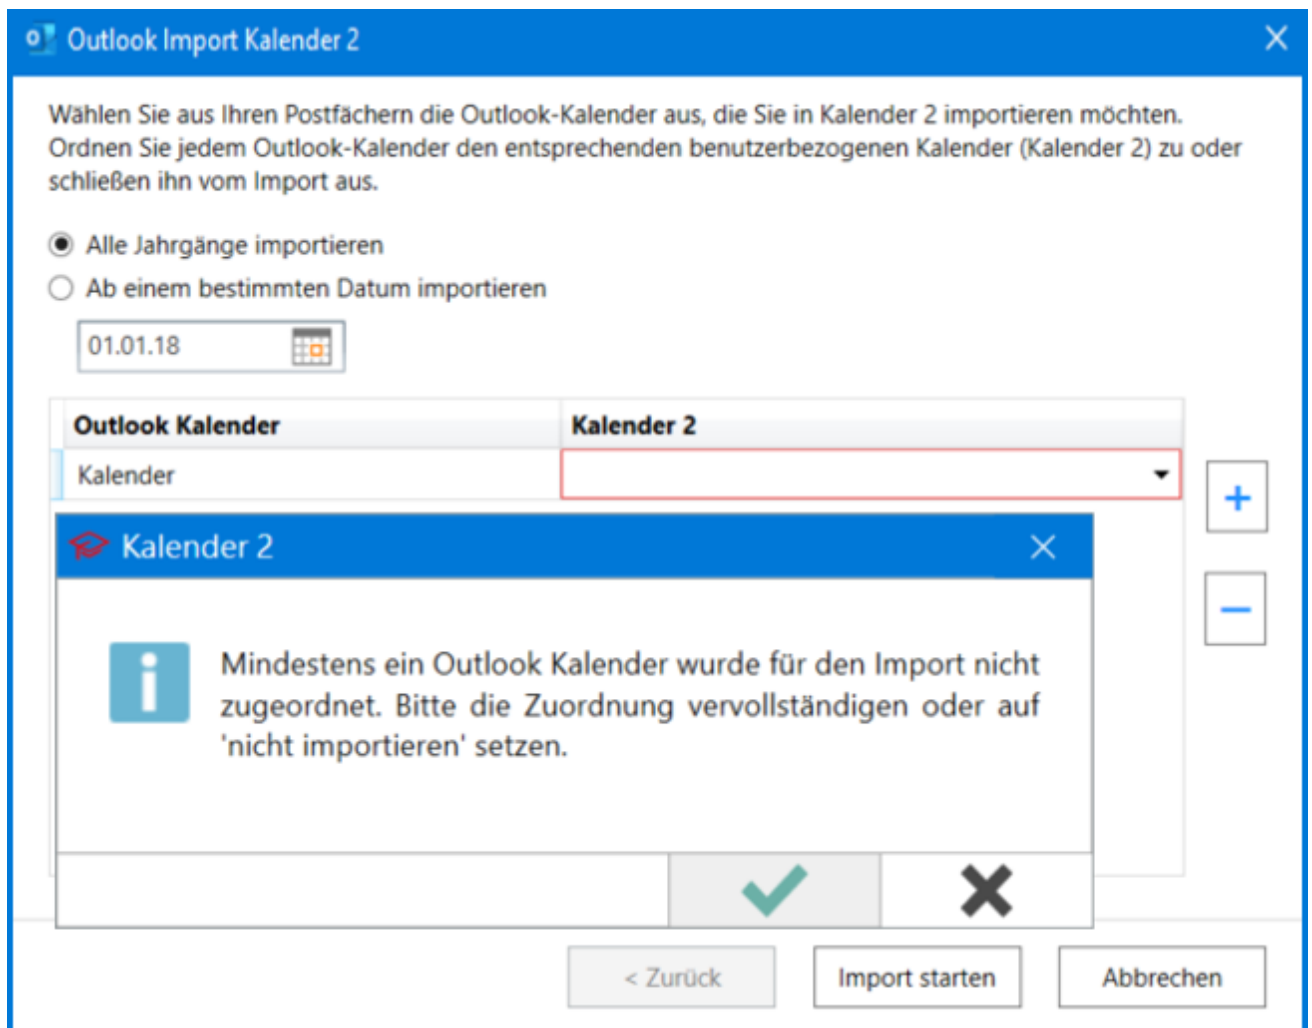 Outlook Import Kalender 2
Wählen Sie aus Ihren Postfächern die Outlook-Kalender aus, die Sie in Kalender 2 importieren möchten.
Ordnen Sie jedem Outlook-Kalender den entsprechenden benutzerbezogenen Kalender (Kalender 2) zu oder
schließen ihn vom Import aus.
Alle Jahrgänge importieren
Ab einem bestimmten Datum importieren
01.01.18
Outlook Kalender Kalender 2
Kalender
Kalender 2
Mindestens ein Outlook Kalender wurde für den Import nicht
zugeordnet. Bitte die Zuordnung vervollständigen oder auf
'nicht importieren' setzen.
< Zurück Import starten Abbrechen